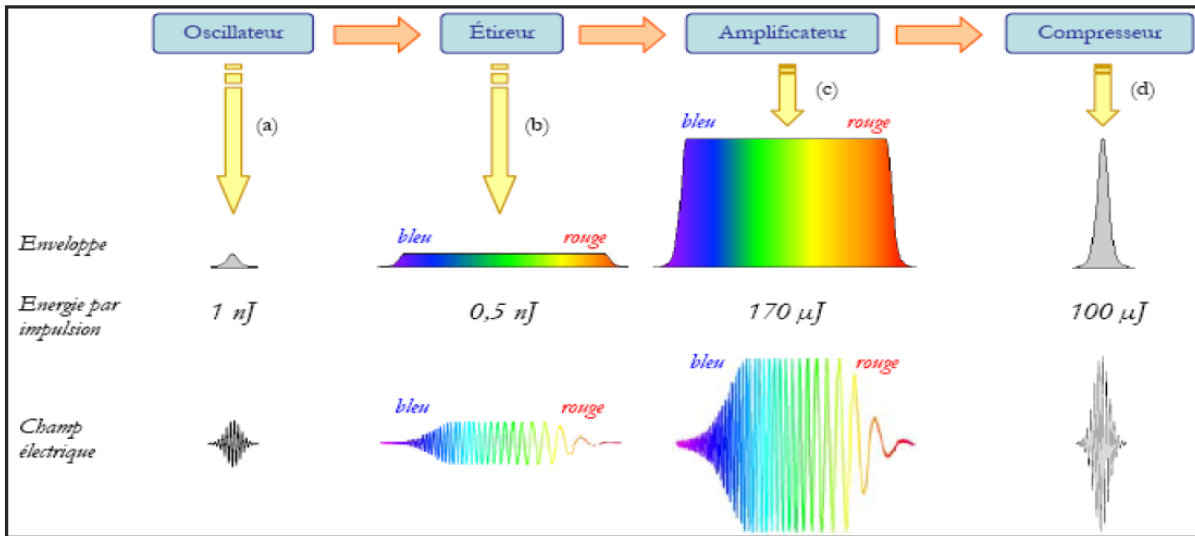 Oscillateur
Étireur
Amplificateur
Compresseur
(a)
(b)
(c)
(d)
bleu
rouge
bleu
rouge
Enveloppe
Energie par
impulsion
1 nJ
0,5 nJ
170 µJ
100 µJ
bleu
rouge
bleu
rouge
Champ
électrique